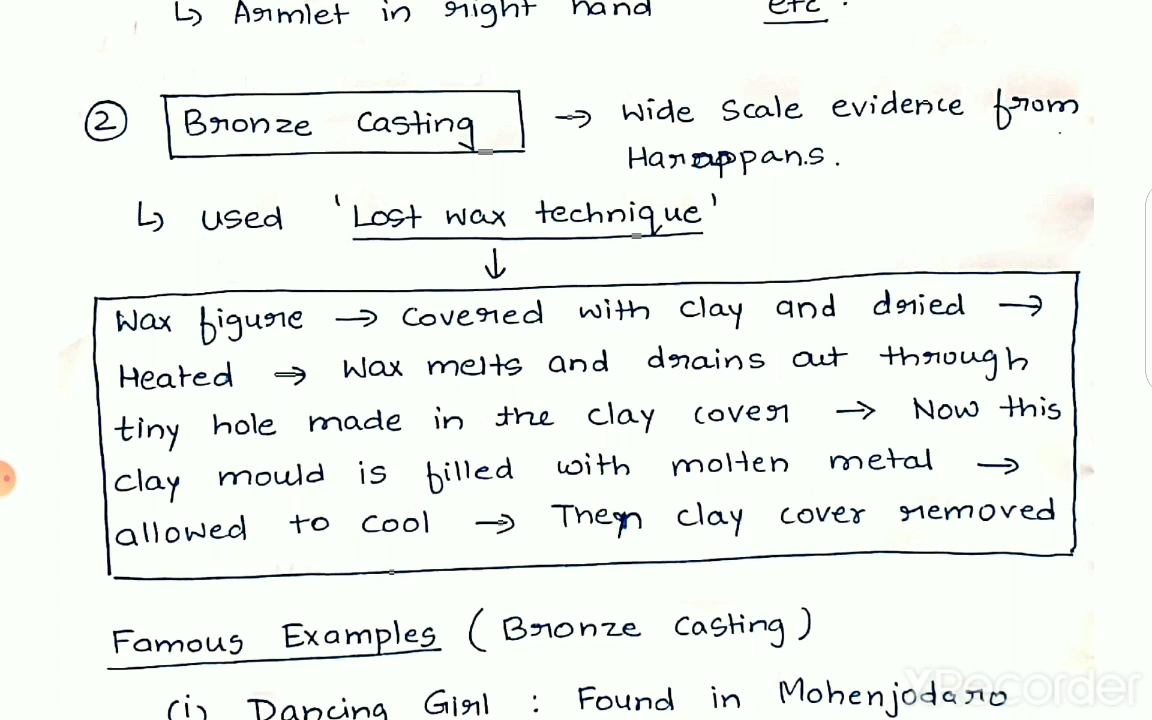 ↳ Armlet in right hand etc.
② Bronze Casting → Wide Scale evidence from
Harappans.
↳ used 'Lost wax technique'
↓
Wax figure → Covered with clay and dried →
Heated → Wax melts and drains out through
tiny hole made in the clay cover → Now this
clay mould is filled with molten metal →
allowed to cool → Then clay cover removed
Famous Examples (Bronze casting)
(i) Dancing Girl : Found in Mohenjodaro
XRecorder